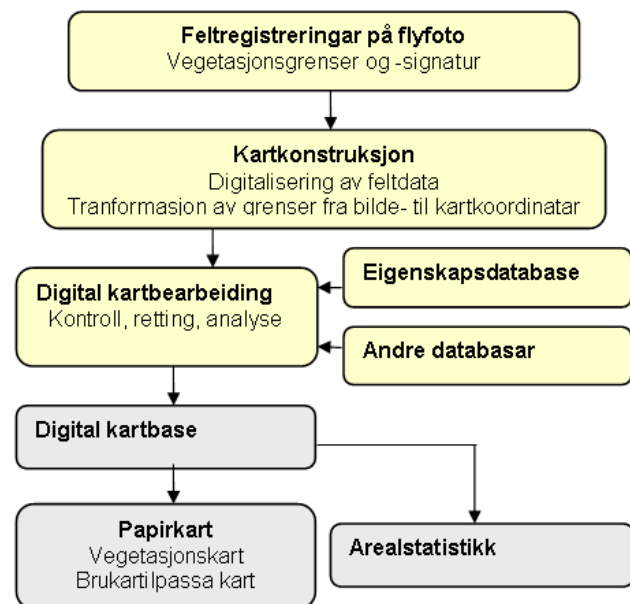 Feltregistreringar på flyfoto
Vegetasjonsgrenser og -signatur
Kartkonstruksjon
Digitalisering av feltdata
Tranformasjon av grenser fra bilde- til kartkoordinatar
Digital kartbearbeiding
Kontroll, retting, analyse
Eigenskapsdatabase
Andre databasar
Digital kartbase
Papirkart
Vegetasjonskart
Brukartilpassa kart
Arealstatistikk